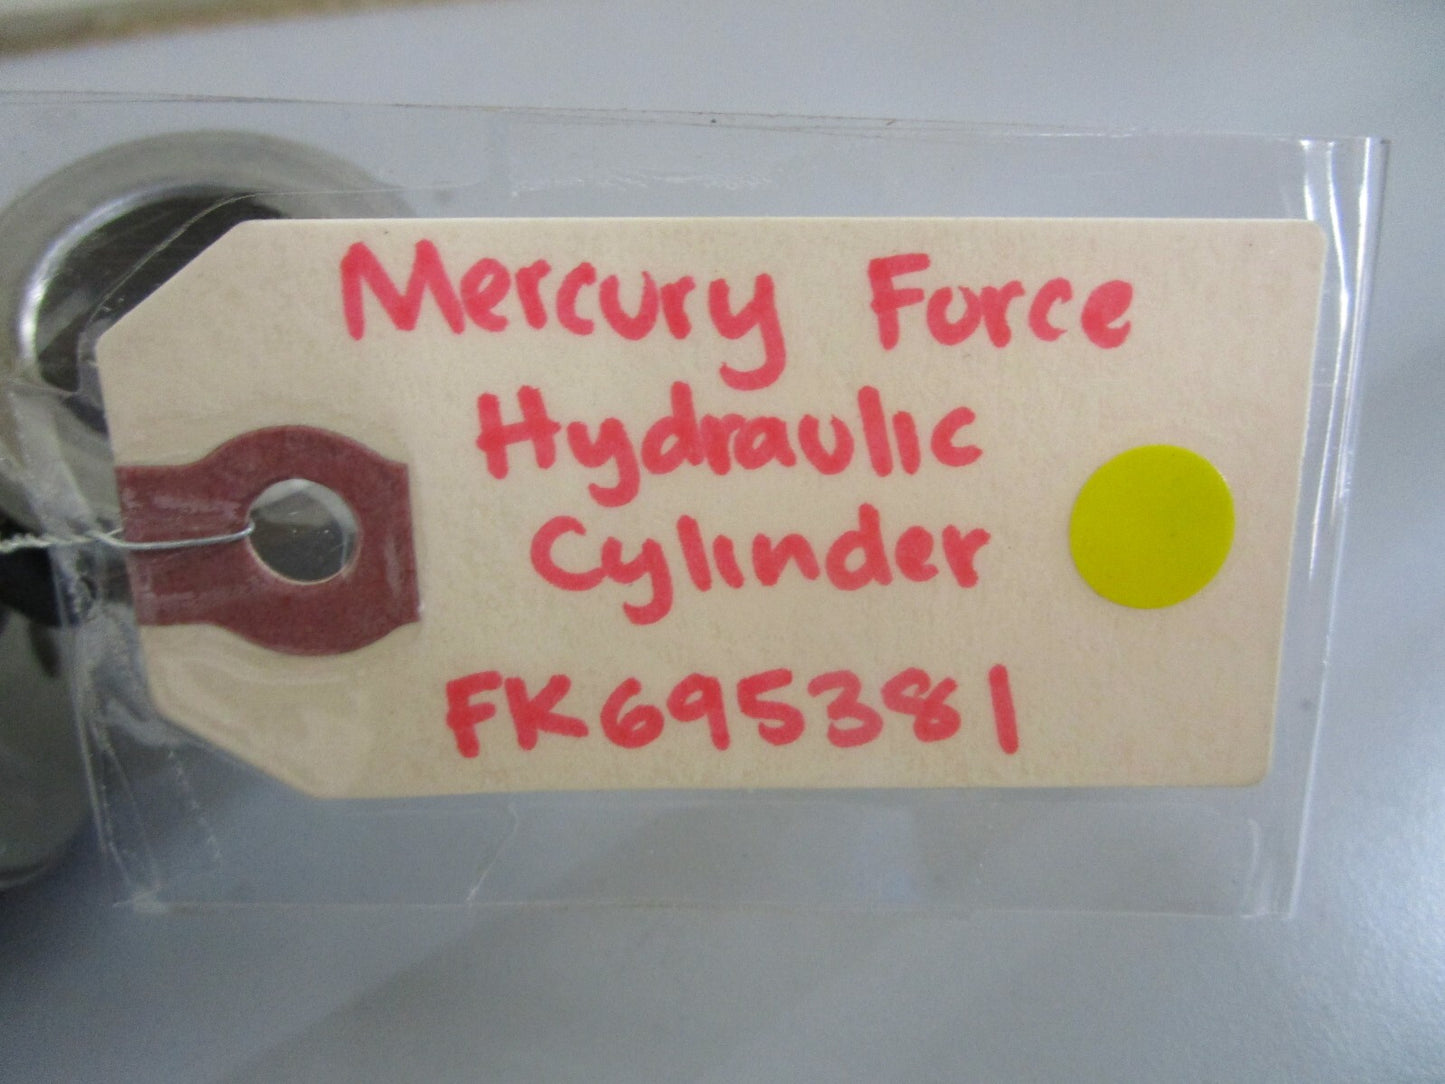 Mercury Force
Hydraulic
Cylinder
FK695381